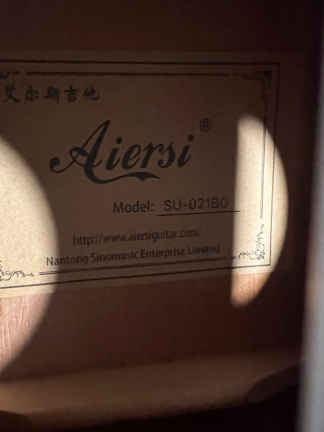 艾尔斯吉他
Aiersi ®
Model: SU-021BO
http://www.aiersiguitar.com/
Nantong Sinomusic Enterprise Limited